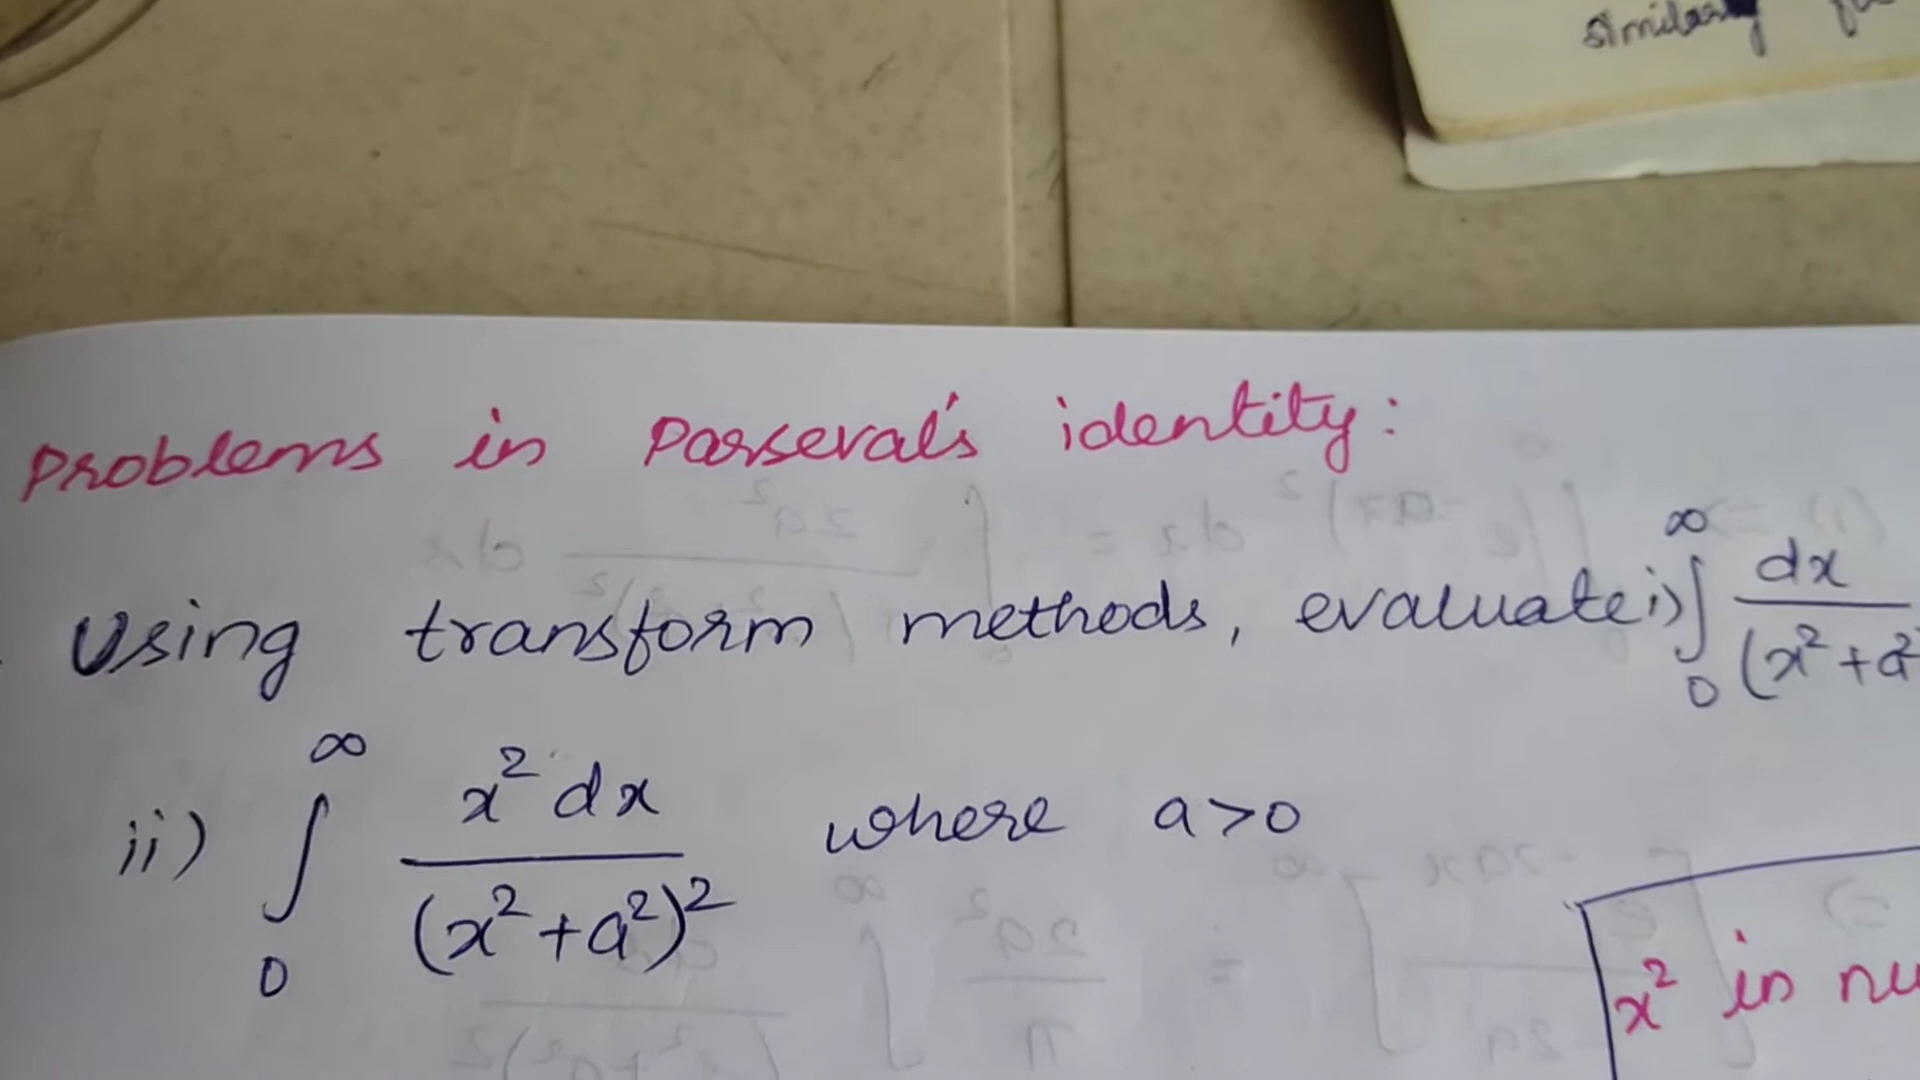 similarly
Problems in Parseval's identity:
Using transform methods, evaluate i) ∫₀^∞ dx/(x²+a²
ii) ∫₀^∞ x² dx/(x²+a²)² where a>0
x² in nu